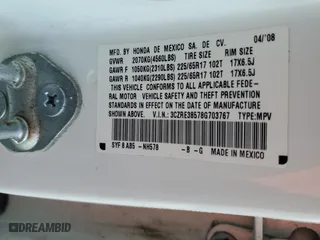 MFD. BY HONDA DE MEXICO SA. DE CV. 04/'08
GVWR 2070KG(4560LBS) TIRE SIZE RIM SIZE
GAWR F 1050KG(2310LBS) 225/65R17 102T 17X6.5J
GAWR R 1040KG(2290LBS) 225/65R17 102T 17X6.5J
THIS VEHICLE CONFORMS TO ALL APPLICABLE FEDE-
RAL MOTOR VEHICLE SAFETY AND THEFT PREVENTION
STANDARDS IN EFFECT ON THE DATE OF MANUFACTURE
SHOWN ABOVE. V.I.N.: 3CZRE38578G703767 TYPE:MPV
SYF 8 AB5 -NH578 -8 -G MADE IN MEXICO
DREAMBID